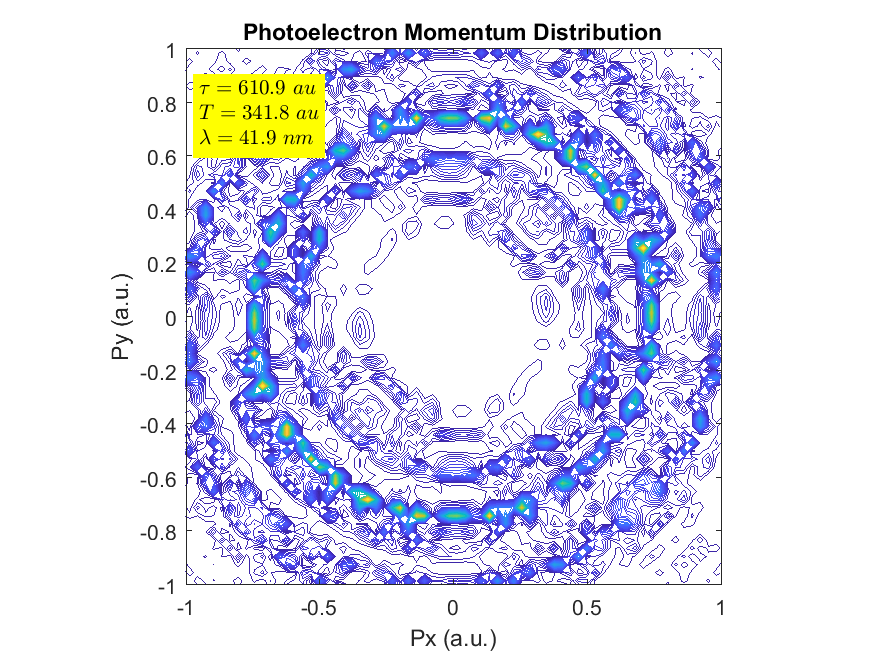 Photoelectron Momentum Distribution
τ = 610.9 au
T = 341.8 au
λ = 41.9 nm
1
0.8
0.6
0.4
0.2
0
-0.2
-0.4
-0.6
-0.8
-1
Py (a.u.)
-1
-0.5
0
0.5
1
Px (a.u.)